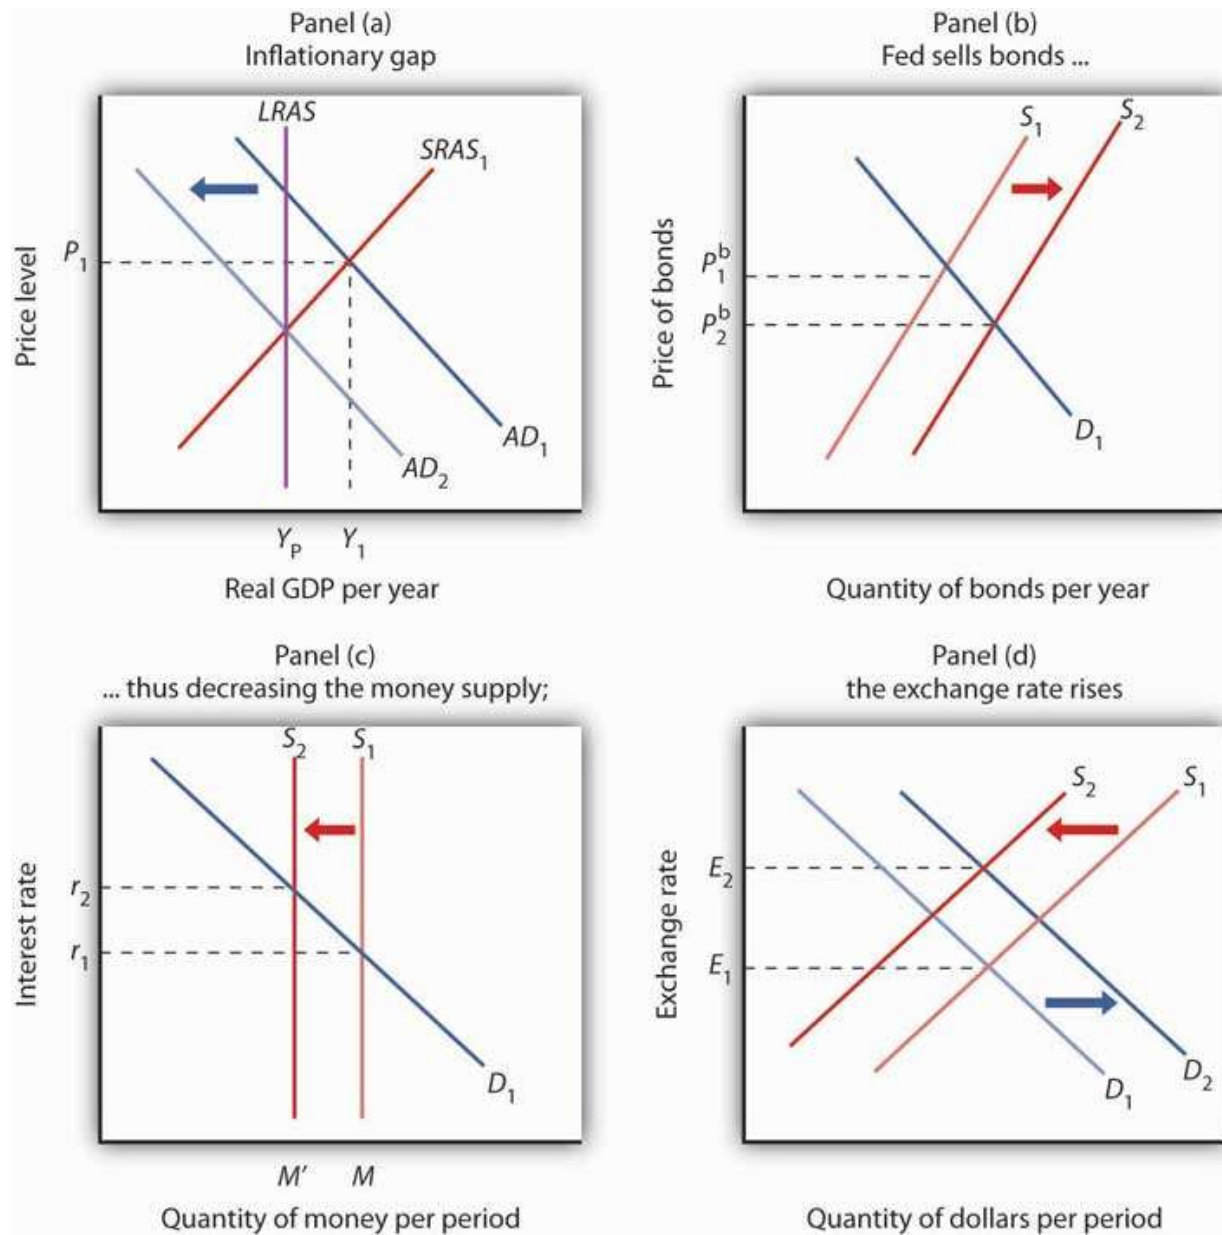 Panel (a)
Inflationary gap
LRAS
SRAS₁
P₁
Price level
AD₁
AD₂
Y_P Y₁
Real GDP per year
Panel (b)
Fed sells bonds ...
S₁ S₂
P₁ᵇ
P₂ᵇ
Price of bonds
D₁
Quantity of bonds per year
Panel (c)
... thus decreasing the money supply;
S₂ S₁
r₂
r₁
Interest rate
D₁
M′ M
Quantity of money per period
Panel (d)
the exchange rate rises
S₂ S₁
E₂
E₁
Exchange rate
D₁ D₂
Quantity of dollars per period